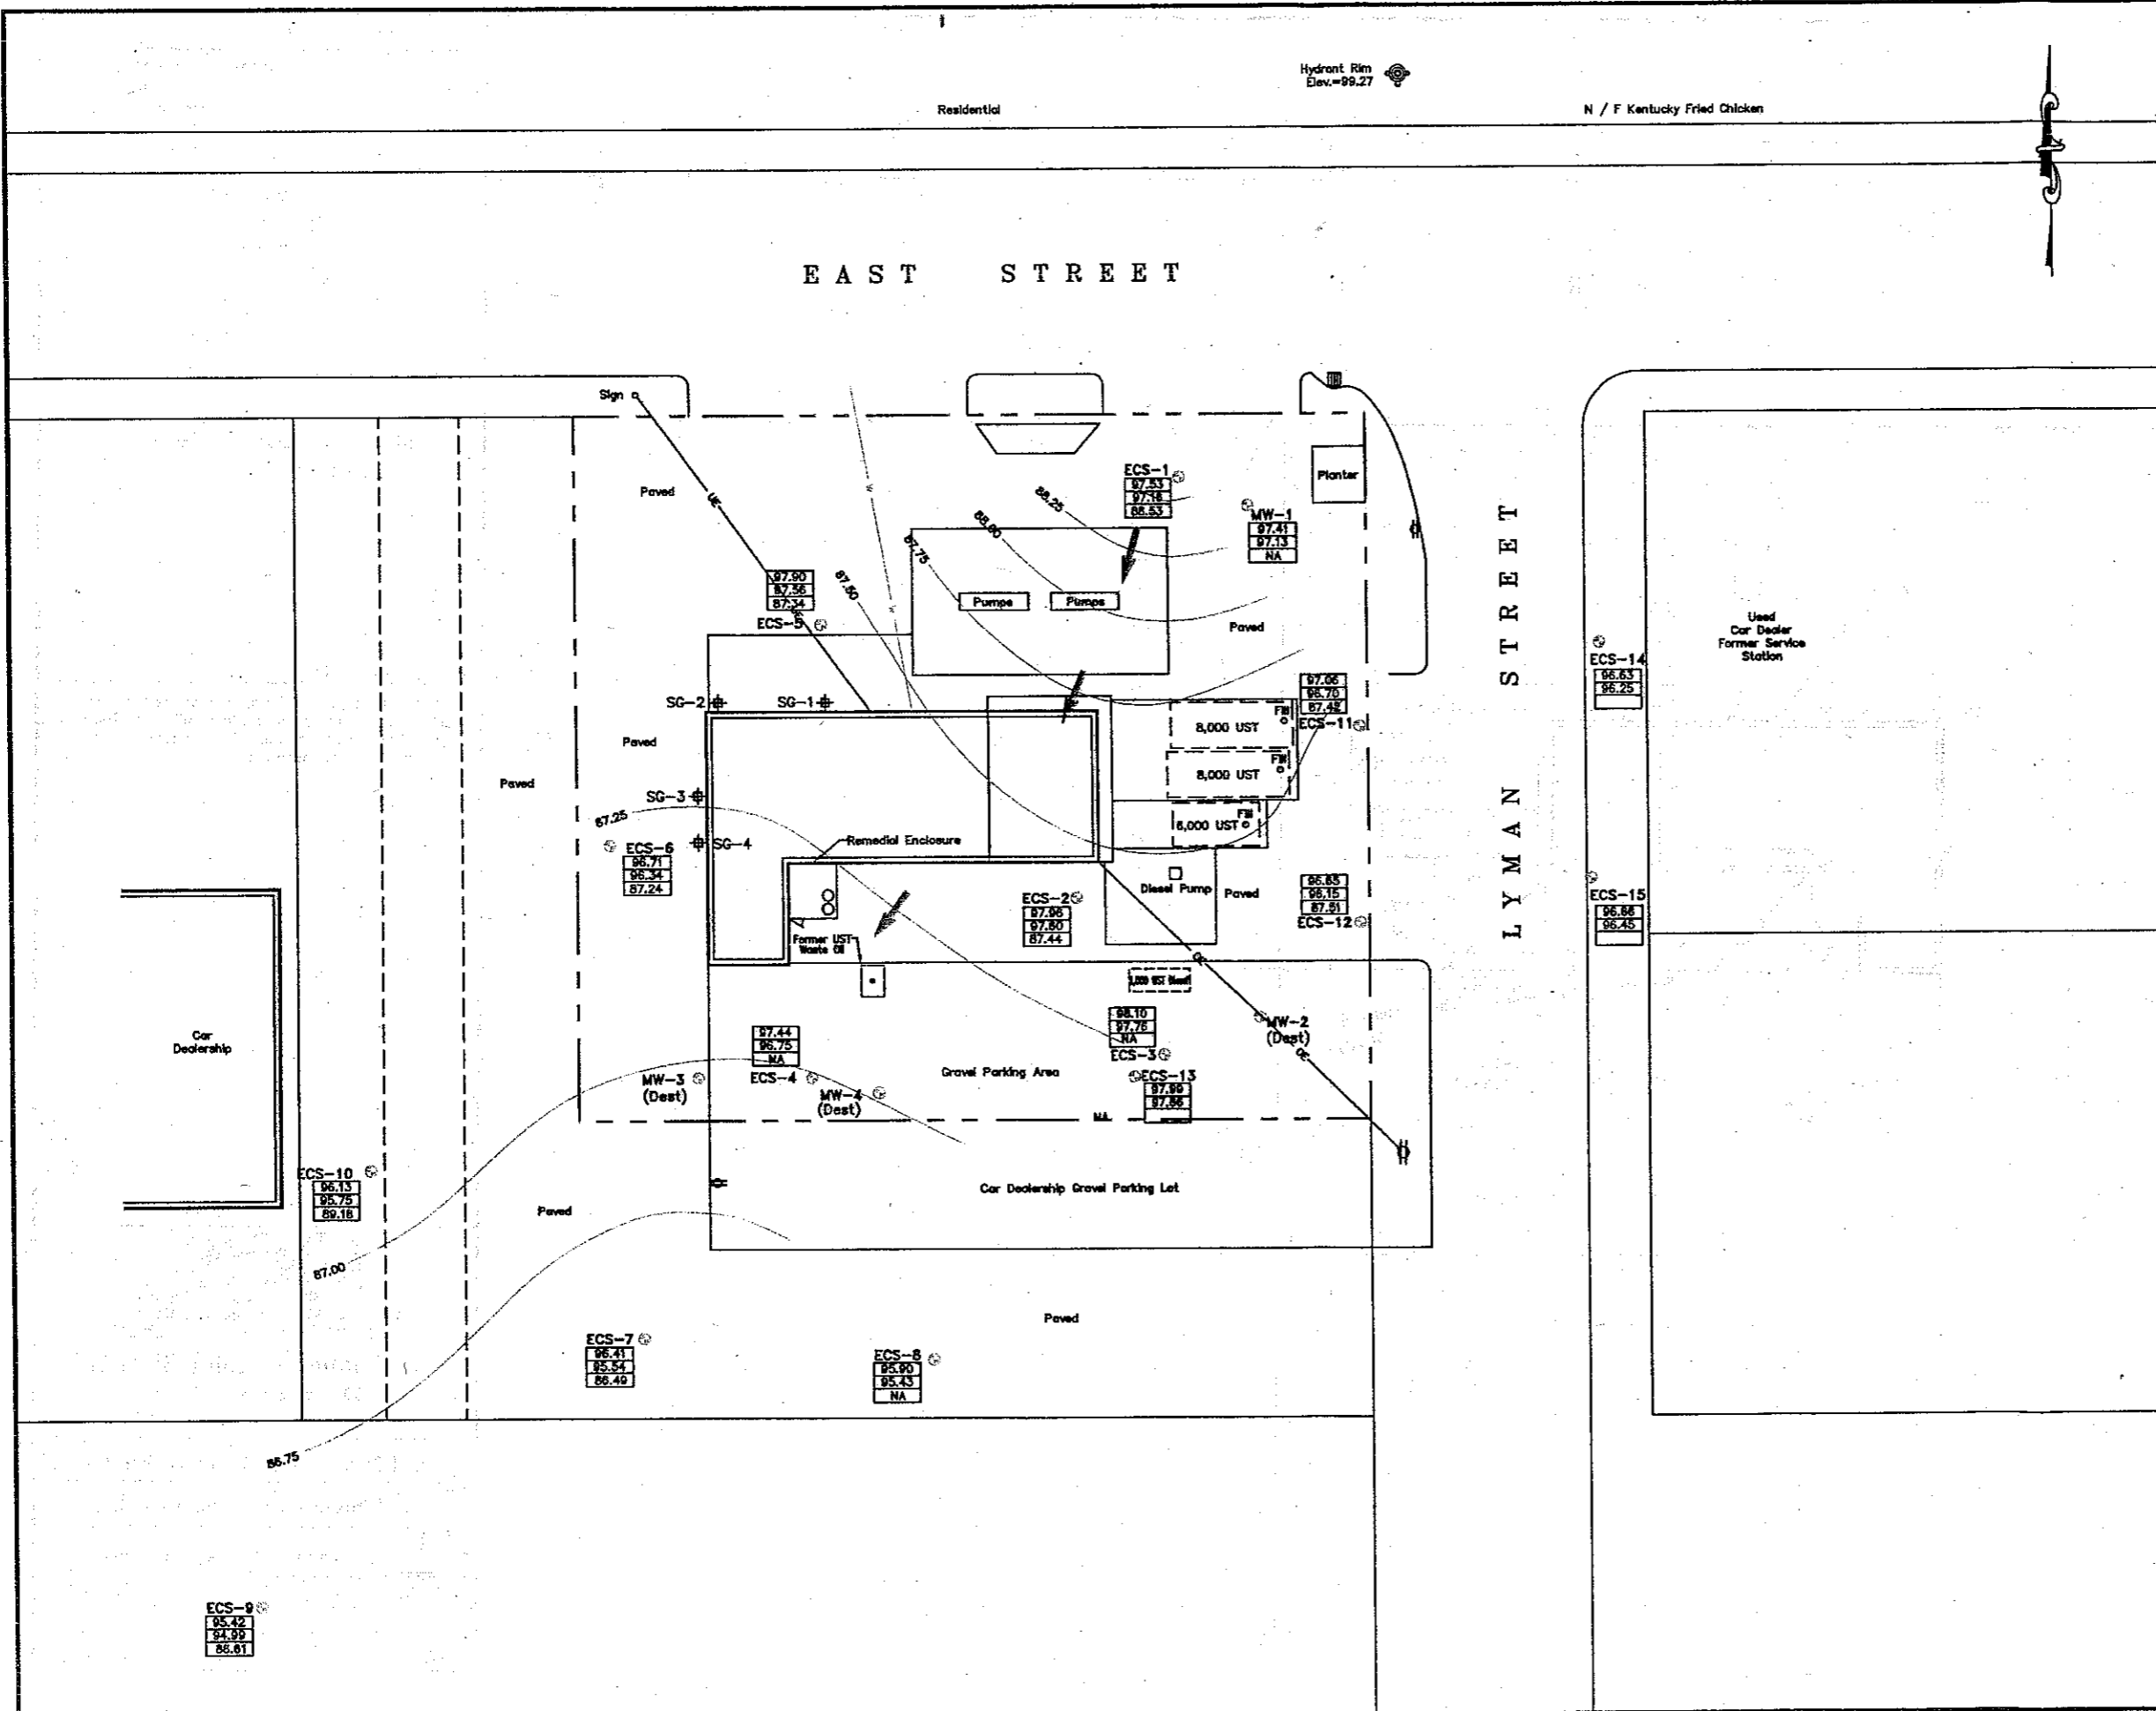 Hydrant Rim
Elev.=99.27
Residential
N / F Kentucky Fried Chicken
EAST STREET
Sign
Paved
UE
ECS-1
97.53
97.18
88.53
MW-1
97.41
97.13
NA
Planter
88.25
88.00
87.75
87.50
97.90
87.56
87.34
ECS-5
Pumps
Pumps
Paved
LYMAN STREET
Used
Car Dealer
Former Service
Station
ECS-14
96.63
96.25
SG-2
SG-1
97.06
96.70
87.42
ECS-11
8,000 UST
8,000 UST
6,000 UST
Paved
Paved
SG-3
87.25
SG-4
ECS-6
96.71
96.34
87.24
Remedial Enclosure
Former UST
Waste Oil
ECS-2
97.96
97.60
87.44
Diesel Pump
Paved
96.65
96.15
87.51
ECS-12
ECS-15
96.86
96.45
OE
98.10
97.76
NA
ECS-3
MW-2
(Dest)
OE
97.44
96.75
NA
ECS-4
MW-3
(Dest)
MW-4
(Dest)
Gravel Parking Area
ECS-13
97.99
97.86
NA
Car
Dealership
ECS-10
96.13
95.75
89.18
Paved
Car Dealership Gravel Parking Lot
87.00
Paved
ECS-7
96.41
95.54
86.49
ECS-8
95.90
95.43
NA
86.75
ECS-9
95.42
94.99
86.61